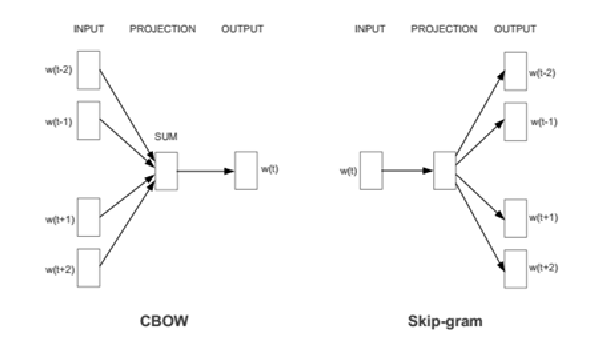 INPUT PROJECTION OUTPUT
w(t-2)
w(t-1)
SUM
w(t)
w(t+1)
w(t+2)
CBOW
INPUT PROJECTION OUTPUT
w(t-2)
w(t-1)
w(t)
w(t+1)
w(t+2)
Skip-gram